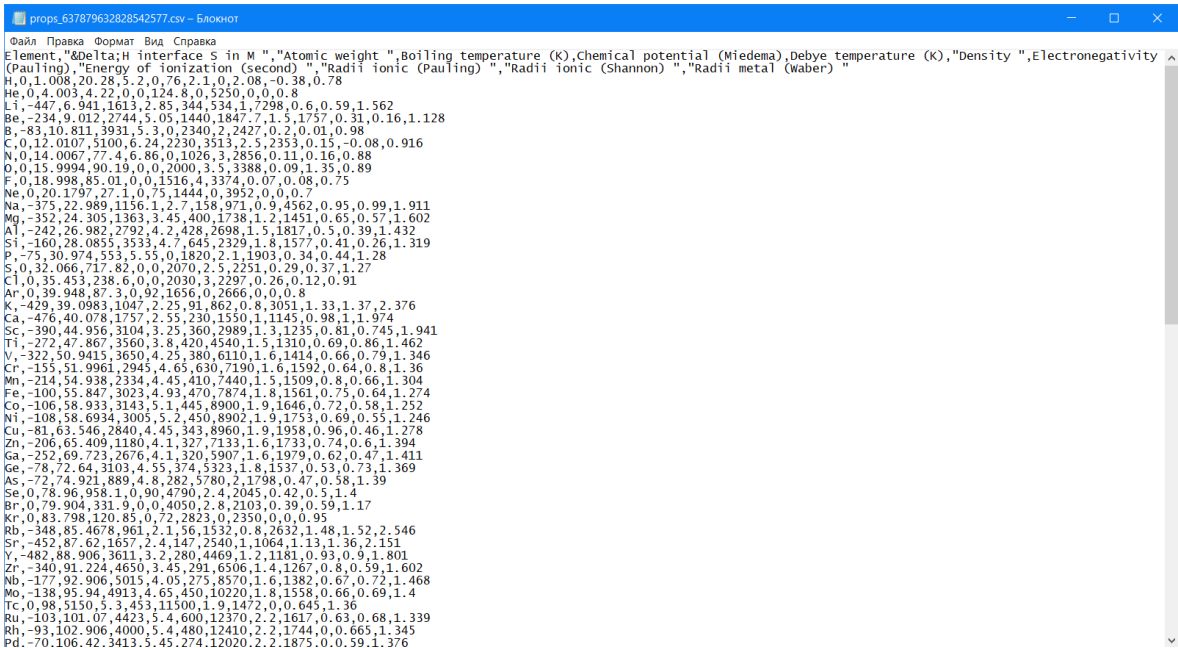 props_637879632828542577.csv – Блокнот
Файл Правка Формат Вид Справка
Element,"&Delta;H interface S in M ","Atomic weight ",Boiling temperature (K),Chemical potential (Miedema),Debye temperature (K),"Density ",Electronegativity
(Pauling),"Energy of ionization (second) ","Radii ionic (Pauling) ","Radii ionic (Shannon) ","Radii metal (Waber) "
H,0,1.008,20.28,5.2,0,76,2.1,0,2.08,-0.38,0.78
He,0,4.003,4.22,0,0,124.8,0,5250,0,0,0.8
Li,-447,6.941,1613,2.85,344,534,1,7298,0.6,0.59,1.562
Be,-234,9.012,2744,5.05,1440,1847.7,1.5,1757,0.31,0.16,1.128
B,-83,10.811,3931,5.3,0,2340,2,2427,0.2,0.01,0.98
C,0,12.0107,5100,6.24,2230,3513,2.5,2353,0.15,-0.08,0.916
N,0,14.0067,77.4,6.86,0,1026,3,2856,0.11,0.16,0.88
O,0,15.9994,90.19,0,0,2000,3.5,3388,0.09,1.35,0.89
F,0,18.998,85.01,0,0,1516,4,3374,0.07,0.08,0.75
Ne,0,20.1797,27.1,0,75,1444,0,3952,0,0,0.7
Na,-375,22.989,1156.1,2.7,158,971,0.9,4562,0.95,0.99,1.911
Mg,-352,24.305,1363,3.45,400,1738,1.2,1451,0.65,0.57,1.602
Al,-242,26.982,2792,4.2,428,2698,1.5,1817,0.5,0.39,1.432
Si,-160,28.0855,3533,4.7,645,2329,1.8,1577,0.41,0.26,1.319
P,-75,30.974,553,5.55,0,1820,2.1,1903,0.34,0.44,1.28
S,0,32.066,717.82,0,0,2070,2.5,2251,0.29,0.37,1.27
Cl,0,35.453,238.6,0,0,2030,3,2297,0.26,0.12,0.91
Ar,0,39.948,87.3,0,92,1656,0,2666,0,0,0.8
K,-429,39.0983,1047,2.25,91,862,0.8,3051,1.33,1.37,2.376
Ca,-476,40.078,1757,2.55,230,1550,1,1145,0.98,1,1.974
Sc,-390,44.956,3104,3.25,360,2989,1.3,1235,0.81,0.745,1.941
Ti,-272,47.867,3560,3.8,420,4540,1.5,1310,0.69,0.86,1.462
V,-322,50.9415,3650,4.25,380,6110,1.6,1414,0.66,0.79,1.346
Cr,-155,51.9961,2945,4.65,630,7190,1.6,1592,0.64,0.8,1.36
Mn,-214,54.938,2334,4.45,410,7440,1.5,1509,0.8,0.66,1.304
Fe,-100,55.847,3023,4.93,470,7874,1.8,1561,0.75,0.64,1.274
Co,-106,58.933,3143,5.1,445,8900,1.9,1646,0.72,0.58,1.252
Ni,-108,58.6934,3005,5.2,450,8902,1.9,1753,0.69,0.55,1.246
Cu,-81,63.546,2840,4.45,343,8960,1.9,1958,0.96,0.46,1.278
Zn,-206,65.409,1180,4.1,327,7133,1.6,1733,0.74,0.6,1.394
Ga,-252,69.723,2676,4.1,320,5907,1.6,1979,0.62,0.47,1.411
Ge,-78,72.64,3103,4.55,374,5323,1.8,1537,0.53,0.73,1.369
As,-72,74.921,889,4.8,282,5780,2,1798,0.47,0.58,1.39
Se,0,78.96,958.1,0,90,4790,2.4,2045,0.42,0.5,1.4
Br,0,79.904,331.9,0,0,4050,2.8,2103,0.39,0.59,1.17
Kr,0,83.798,120.85,0,72,2823,0,2350,0,0,0.95
Rb,-348,85.4678,961,2.1,56,1532,0.8,2632,1.48,1.52,2.546
Sr,-452,87.62,1657,2.4,147,2540,1,1064,1.13,1.36,2.151
Y,-482,88.906,3611,3.2,280,4469,1.2,1181,0.93,0.9,1.801
Zr,-340,91.224,4650,3.45,291,6506,1.4,1267,0.8,0.59,1.602
Nb,-177,92.906,5015,4.05,275,8570,1.6,1382,0.67,0.72,1.468
Mo,-138,95.94,4913,4.65,450,10220,1.8,1558,0.66,0.69,1.4
Tc,0,98,5150,5.3,453,11500,1.9,1472,0,0.645,1.36
Ru,-103,101.07,4423,5.4,600,12370,2.2,1617,0.63,0.68,1.339
Rh,-93,102.906,4000,5.4,480,12410,2.2,1744,0,0.665,1.345
Pd,-70,106.42,3413,5.45,274,12020,2.2,1875,0,0.59,1.376